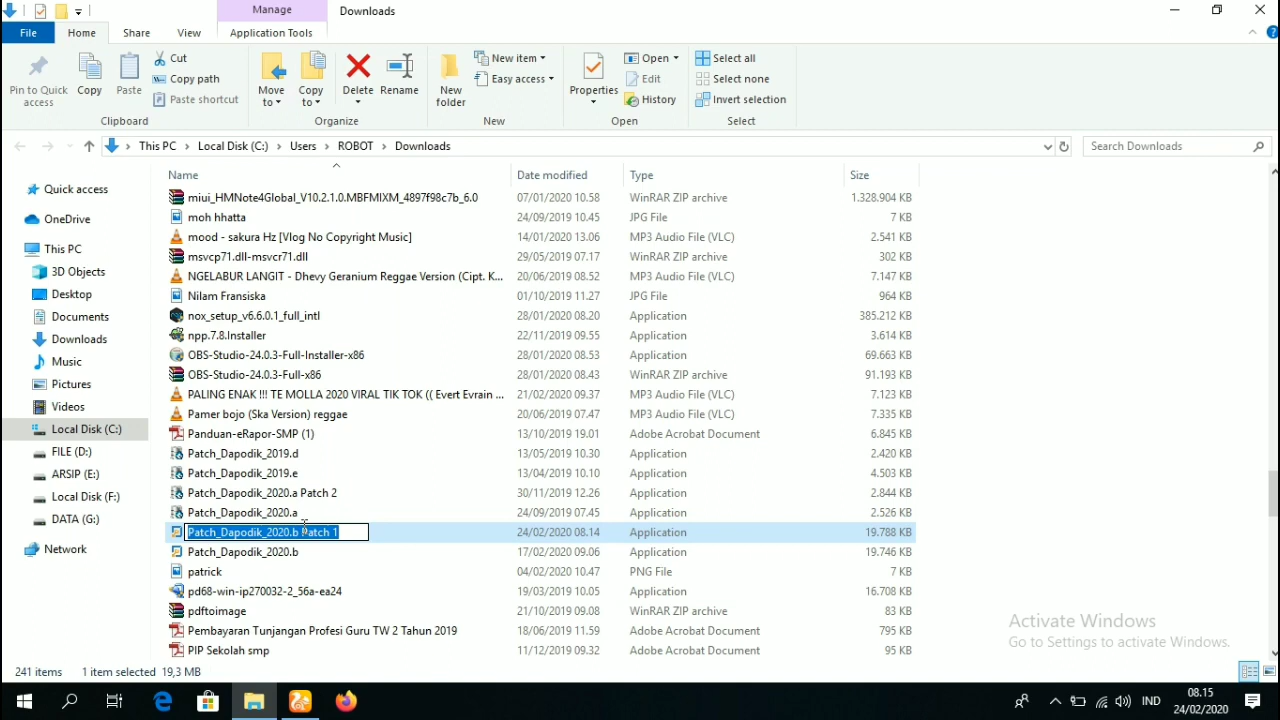 Manage
Downloads
File
Home
Share
View
Application Tools
Pin to Quick access
Copy
Paste
Cut
Copy path
Paste shortcut
Clipboard
Move to
Copy to
Delete
Rename
Organize
New folder
New item
Easy access
New
Properties
Open
Edit
History
Open
Select all
Select none
Invert selection
Select
This PC > Local Disk (C:) > Users > ROBOT > Downloads
Search Downloads
Name Date modified Type Size
Quick access
OneDrive
This PC
3D Objects
Desktop
Documents
Downloads
Music
Pictures
Videos
Local Disk (C:)
FILE (D:)
ARSIP (E:)
Local Disk (F:)
DATA (G:)
Network
miui_HMNote4Global_V10.2.1.0.MBFMIXM_4897f98c7b_6.0 07/01/2020 10.58 WinRAR ZIP archive 1.328.904 KB
moh hhatta 24/09/2019 10.45 JPG File 7 KB
mood - sakura Hz [Vlog No Copyright Music] 14/01/2020 13.06 MP3 Audio File (VLC) 2.541 KB
msvcp71.dll-msvcr71.dll 29/05/2019 07.17 WinRAR ZIP archive 302 KB
NGELABUR LANGIT - Dhevy Geranium Reggae Version (Cipt. K... 20/06/2019 08.52 MP3 Audio File (VLC) 7.147 KB
Nilam Fransiska 01/10/2019 11.27 JPG File 964 KB
nox_setup_v6.6.0.1_full_intl 28/01/2020 08.20 Application 385.212 KB
npp.7.8.Installer 22/11/2019 09.55 Application 3.614 KB
OBS-Studio-24.0.3-Full-Installer-x86 28/01/2020 08.53 Application 69.663 KB
OBS-Studio-24.0.3-Full-x86 28/01/2020 08.43 WinRAR ZIP archive 91.193 KB
PALING ENAK !!! TE MOLLA 2020 VIRAL TIK TOK (( Evert Evrain ... 21/02/2020 09.37 MP3 Audio File (VLC) 7.123 KB
Pamer bojo (Ska Version) reggae 20/06/2019 07.47 MP3 Audio File (VLC) 7.335 KB
Panduan-eRapor-SMP (1) 13/10/2019 19.01 Adobe Acrobat Document 6.845 KB
Patch_Dapodik_2019.d 13/05/2019 10.30 Application 2.420 KB
Patch_Dapodik_2019.e 13/04/2019 10.10 Application 4.503 KB
Patch_Dapodik_2020.a Patch 2 30/11/2019 12.26 Application 2.844 KB
Patch_Dapodik_2020.a 24/09/2019 07.45 Application 2.526 KB
Patch_Dapodik_2020.b Patch 1 24/02/2020 08.14 Application 19.788 KB
Patch_Dapodik_2020.b 17/02/2020 09.06 Application 19.746 KB
patrick 04/02/2020 10.47 PNG File 7 KB
pd68-win-ip270032-2_56a-ea24 19/03/2019 10.05 Application 16.708 KB
pdftoimage 21/10/2019 09.08 WinRAR ZIP archive 83 KB
Pembayaran Tunjangan Profesi Guru TW 2 Tahun 2019 18/06/2019 11.59 Adobe Acrobat Document 795 KB
PIP Sekolah smp 11/12/2019 09.32 Adobe Acrobat Document 95 KB
Activate Windows
Go to Settings to activate Windows.
241 items 1 item selected 19,3 MB
IND
08.15
24/02/2020